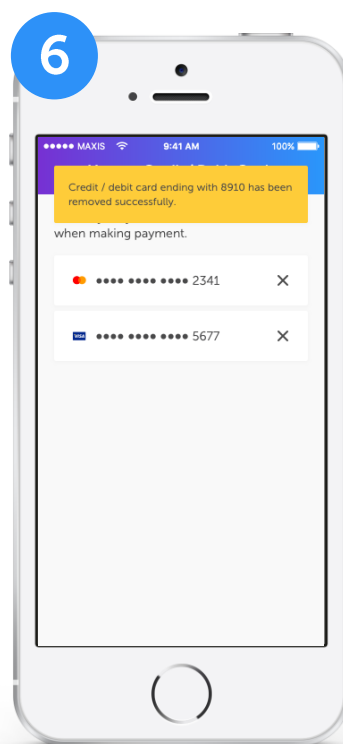 6
MAXIS 9:41 AM 100%
Credit / debit card ending with 8910 has been
removed successfully.
when making payment.
•••• •••• •••• 2341 ✕
VISA •••• •••• •••• 5677 ✕